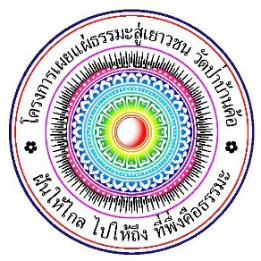 โครงการเผยแผ่ธรรมะสู่เยาวชน วัดป่าบ้านค้อ
ฝันให้ไกล ไปให้ถึง ที่พึ่งคือธรรมะ